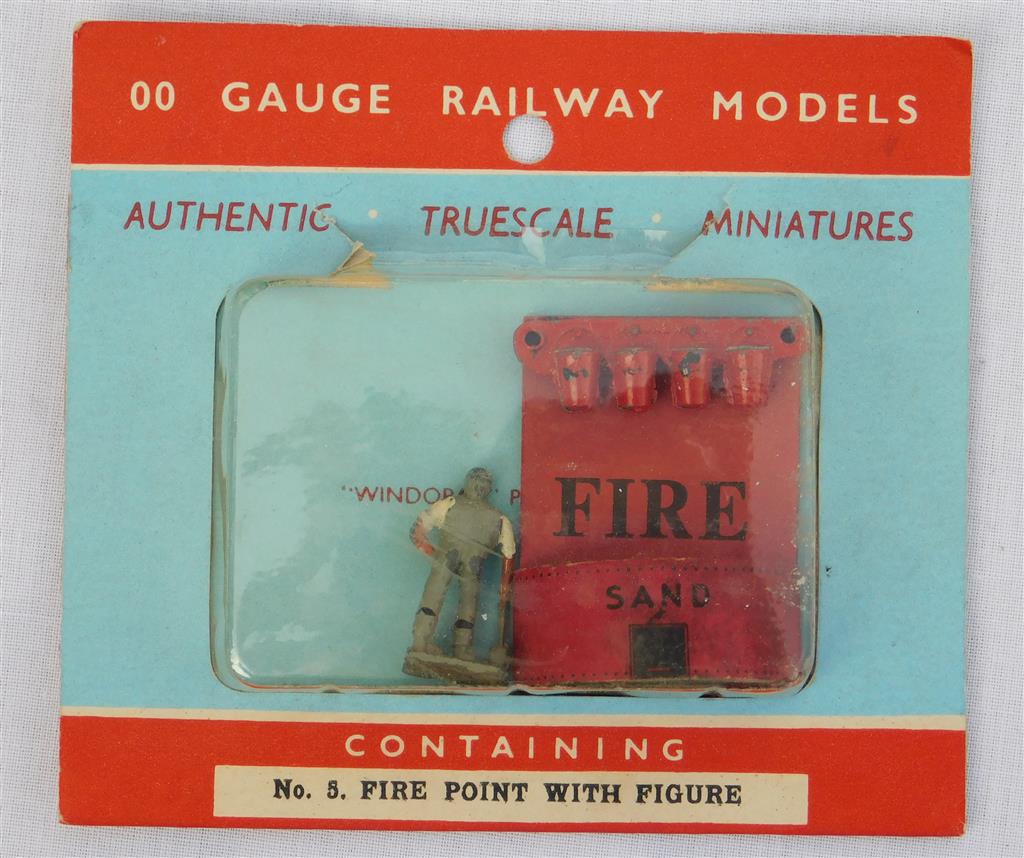 00 GAUGE RAILWAY MODELS
AUTHENTIC · TRUESCALE · MINIATURES
FIRE
SAND
CONTAINING
No. 5. FIRE POINT WITH FIGURE